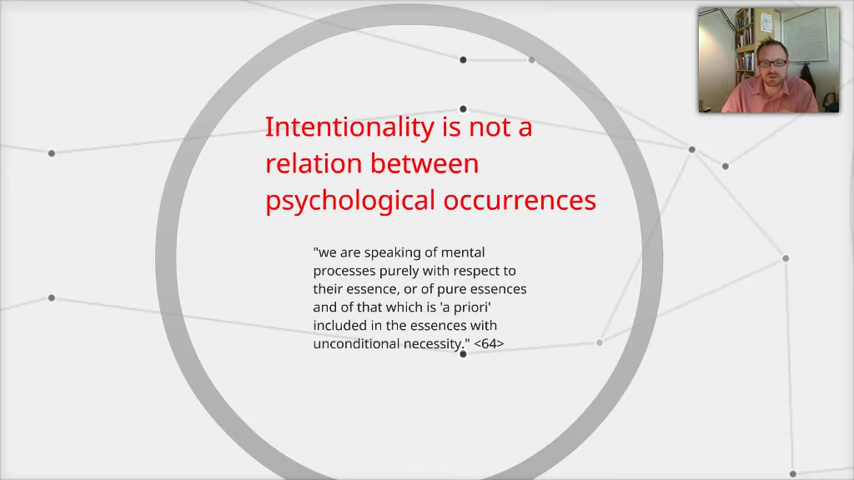 Intentionality is not a
relation between
psychological occurrences
"we are speaking of mental
processes purely with respect to
their essence, or of pure essences
and of that which is 'a priori'
included in the essences with
unconditional necessity." <64>